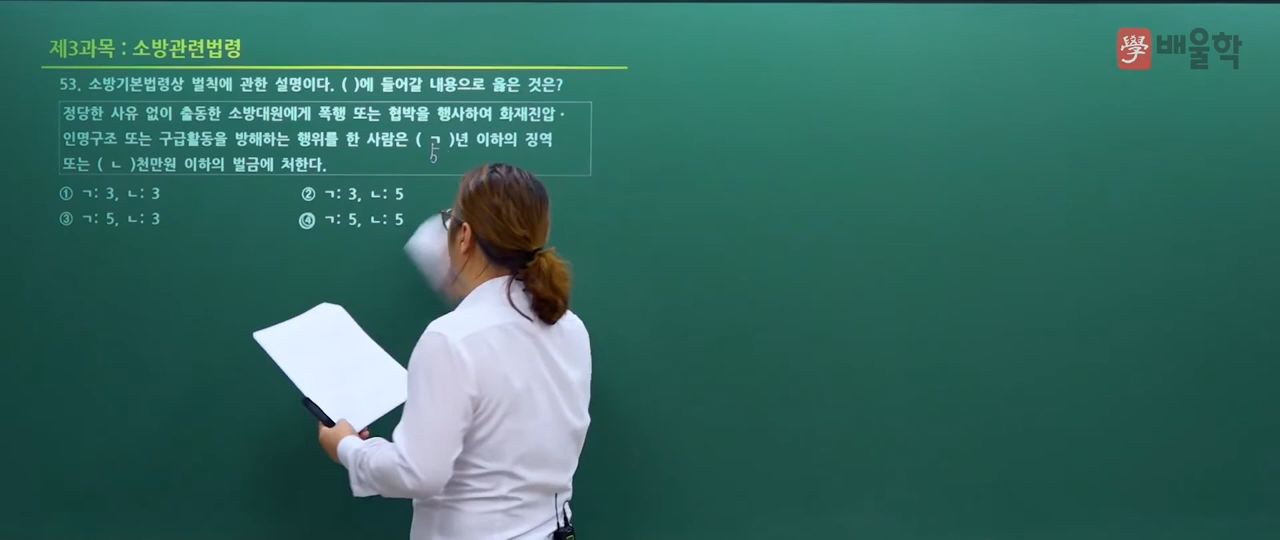 제3과목 : 소방관련법령
學 배울학
53. 소방기본법령상 벌칙에 관한 설명이다. ( )에 들어갈 내용으로 옳은 것은?
정당한 사유 없이 출동한 소방대원에게 폭행 또는 협박을 행사하여 화재진압·
인명구조 또는 구급활동을 방해하는 행위를 한 사람은 ( ㄱ )년 이하의 징역
5
또는 ( ㄴ )천만원 이하의 벌금에 처한다.
① ㄱ: 3, ㄴ: 3 ② ㄱ: 3, ㄴ: 5
③ ㄱ: 5, ㄴ: 3 ④ ㄱ: 5, ㄴ: 5